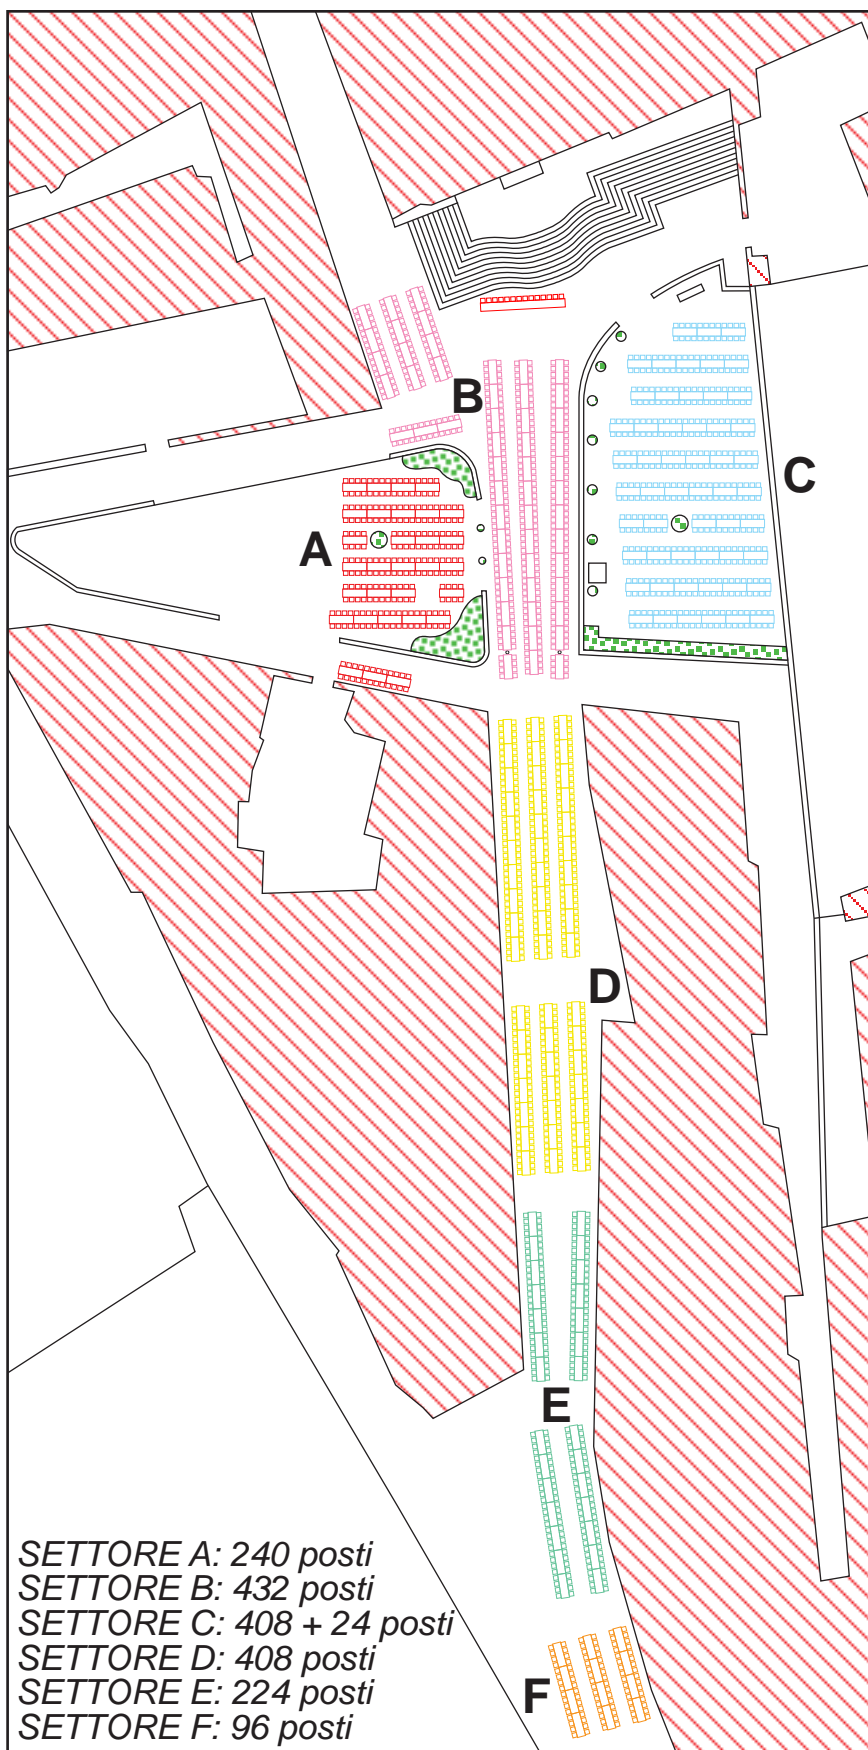 B
C
A
D
E
F
SETTORE A: 240 posti
SETTORE B: 432 posti
SETTORE C: 408 + 24 posti
SETTORE D: 408 posti
SETTORE E: 224 posti
SETTORE F: 96 posti